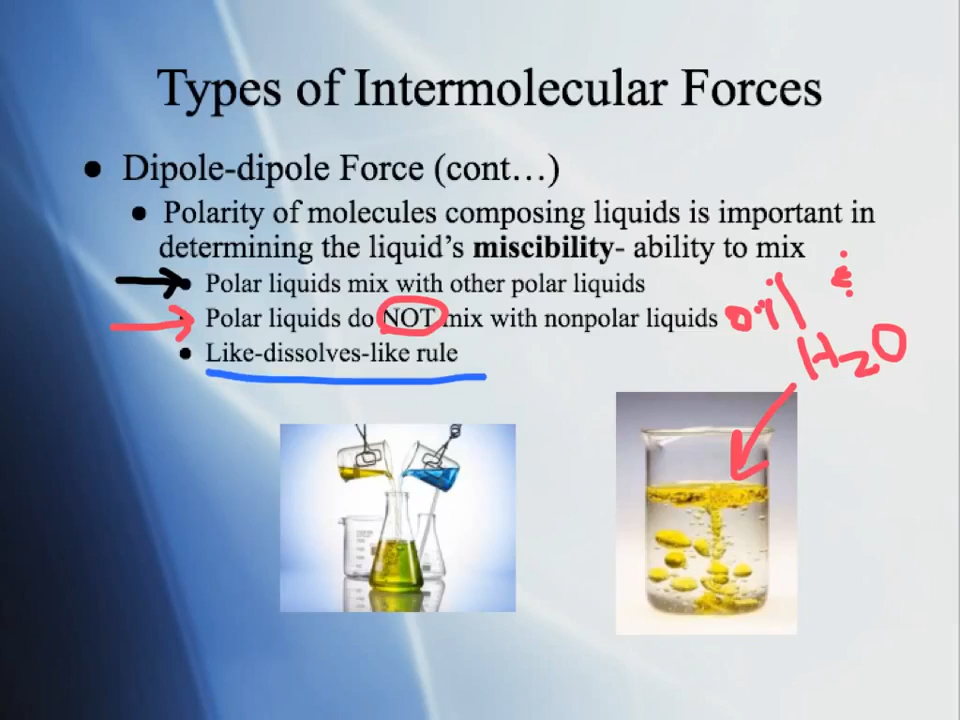 Types of Intermolecular Forces
● Dipole-dipole Force (cont…)
● Polarity of molecules composing liquids is important in
determining the liquid's miscibility- ability to mix
● Polar liquids mix with other polar liquids
● Polar liquids do NOT mix with nonpolar liquids
● Like-dissolves-like rule
oil &
H2O